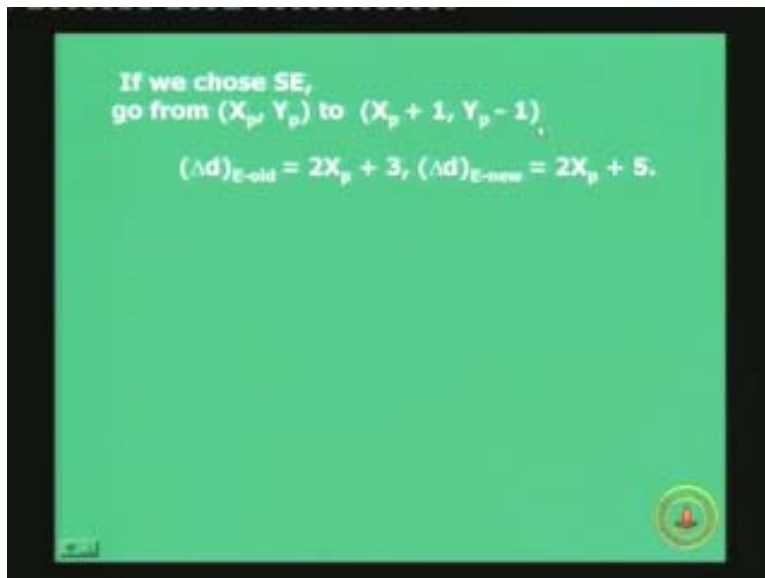 If we chose SE,
go from (Xp, Yp) to (Xp + 1, Yp - 1)
(Δd)E-old = 2Xp + 3, (Δd)E-new = 2Xp + 5.